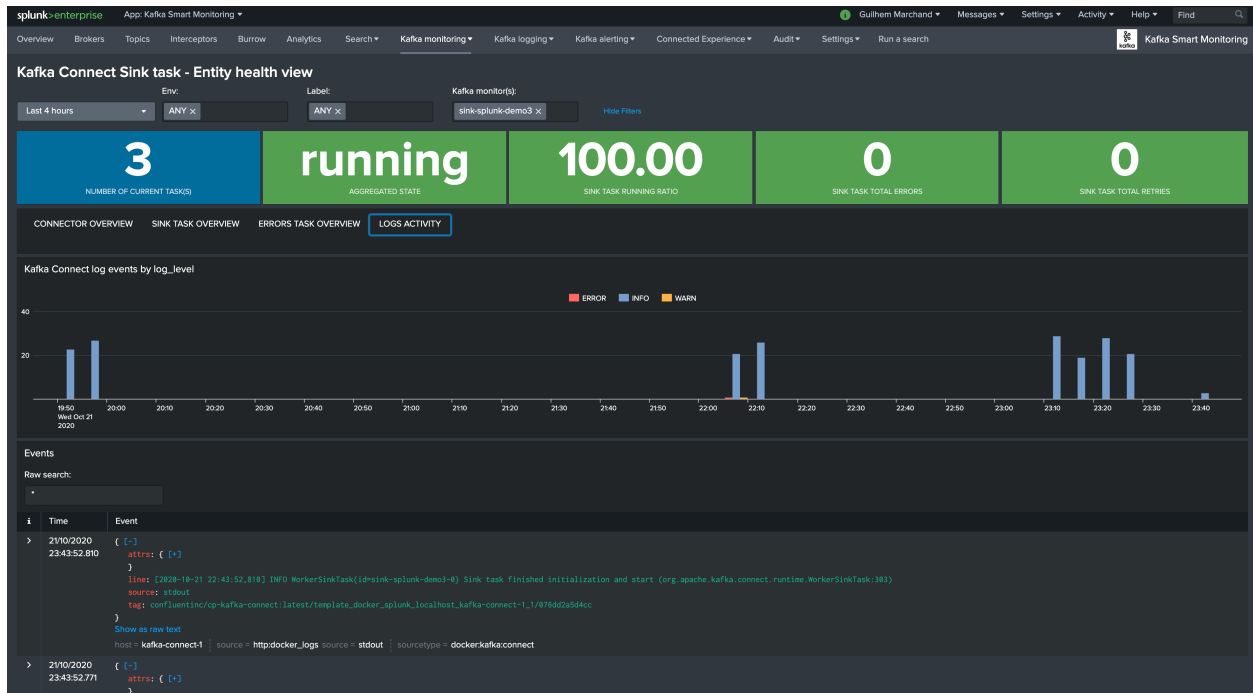 splunk>enterprise App: Kafka Smart Monitoring ▾ i Guilhem Marchand ▾ Messages ▾ Settings ▾ Activity ▾ Help ▾ Find
Overview Brokers Topics Interceptors Burrow Analytics Search ▾ Kafka monitoring ▾ Kafka logging ▾ Kafka alerting ▾ Connected Experience ▾ Audit ▾ Settings ▾ Run a search kafka Kafka Smart Monitoring
Kafka Connect Sink task - Entity health view
Env: Label: Kafka monitor(s):
Last 4 hours ANY × ANY × sink-splunk-demo3 × Hide Filters
3 running 100.00 0 0
NUMBER OF CURRENT TASK(S) AGGREGATED STATE SINK TASK RUNNING RATIO SINK TASK TOTAL ERRORS SINK TASK TOTAL RETRIES
CONNECTOR OVERVIEW SINK TASK OVERVIEW ERRORS TASK OVERVIEW LOGS ACTIVITY
Kafka Connect log events by log_level
ERROR INFO WARN
40
20
19:50 20:00 20:10 20:20 20:30 20:40 20:50 21:00 21:10 21:20 21:30 21:40 21:50 22:00 22:10 22:20 22:30 22:40 22:50 23:00 23:10 23:20 23:30 23:40
Wed Oct 21
2020
Events
Raw search:
*
i Time Event
> 21/10/2020 { [-]
23:43:52.810 attrs: { [+]
}
line: [2020-10-21 22:43:52,810] INFO WorkerSinkTask{id=sink-splunk-demo3-0} Sink task finished initialization and start (org.apache.kafka.connect.runtime.WorkerSinkTask:303)
source: stdout
tag: confluentinc/cp-kafka-connect:latest/template_docker_splunk_localhost_kafka-connect-1_1/076dd2a5d4cc
}
Show as raw text
host = kafka-connect-1 source = http:docker_logs source = stdout sourcetype = docker:kafka:connect
> 21/10/2020 { [-]
23:43:52.771 attrs: { [+]
}